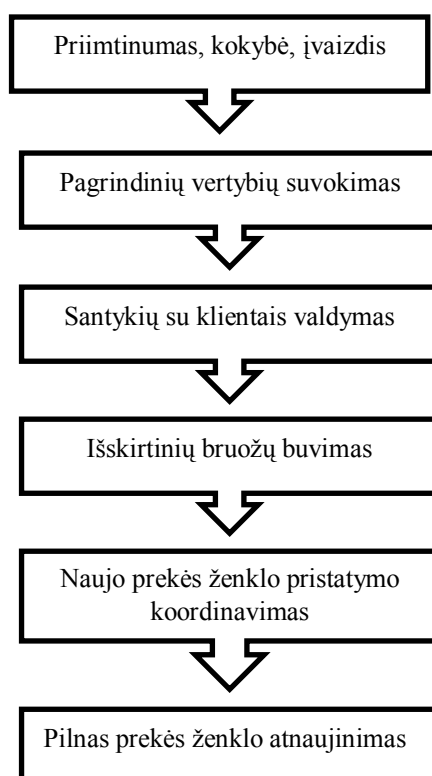 Priimtinumas, kokybė, įvaizdis
Pagrindinių vertybių suvokimas
Santykių su klientais valdymas
Išskirtinių bruožų buvimas
Naujo prekės ženklo pristatymo
koordinavimas
Pilnas prekės ženklo atnaujinimas